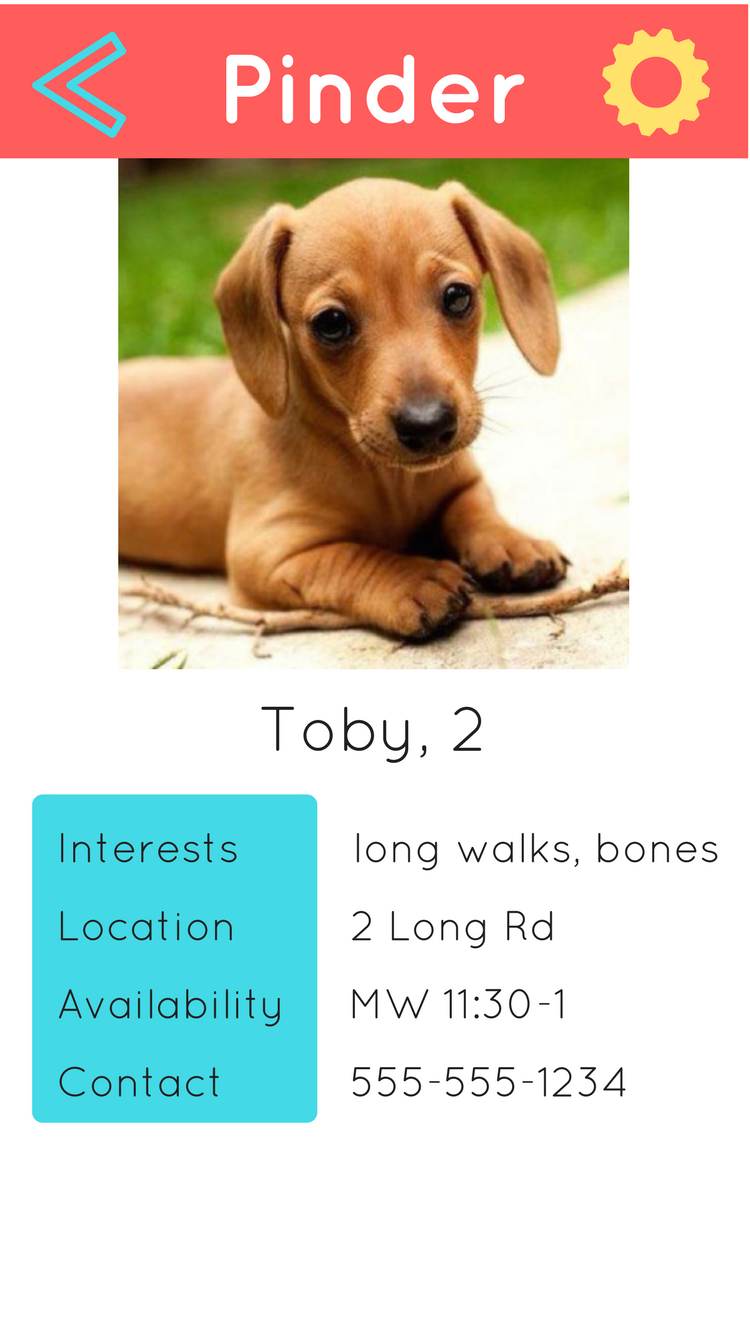 Pinder
Toby, 2
Interests long walks, bones
Location 2 Long Rd
Availability MW 11:30-1
Contact 555-555-1234